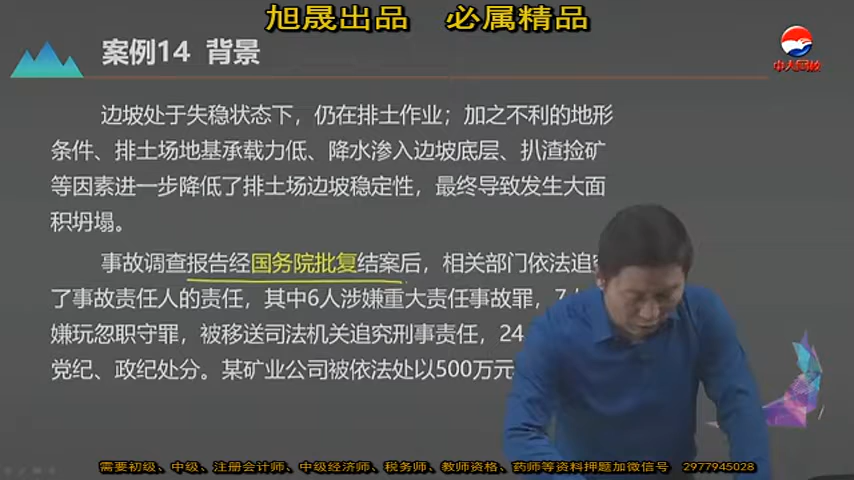 旭晟出品 必属精品
案例14 背景
中大网校
边坡处于失稳状态下，仍在排土作业；加之不利的地形
条件、排土场地基承载力低、降水渗入边坡底层、扒渣捡矿
等因素进一步降低了排土场边坡稳定性，最终导致发生大面
积坍塌。
事故调查报告经国务院批复结案后，相关部门依法追
了事故责任人的责任，其中6人涉嫌重大责任事故罪，7
嫌玩忽职守罪，被移送司法机关追究刑事责任，24
党纪、政纪处分。某矿业公司被依法处以500万元
需要初级、中级、注册会计师、中级经济师、税务师、教师资格、药师等资料押题加微信号 2977945028